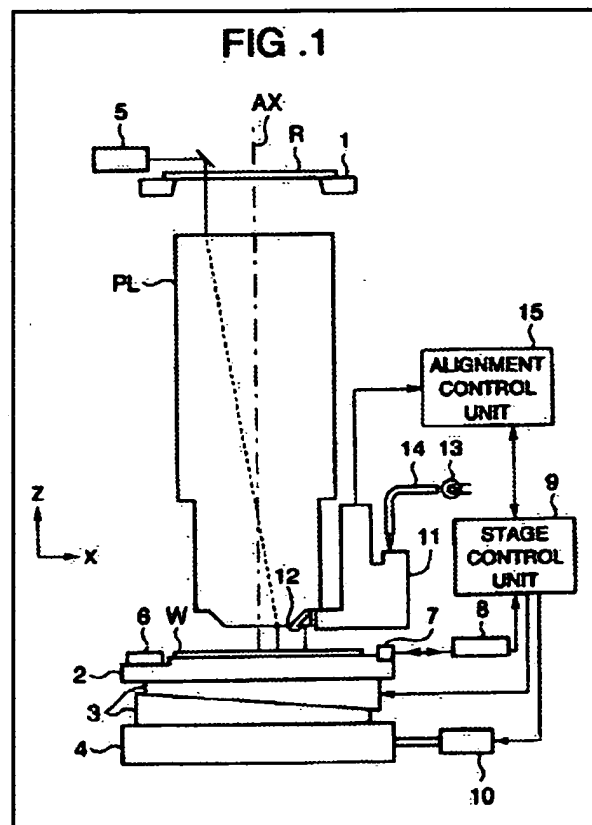 FIG .1
AX
5
R
1
PL
15
ALIGNMENT
CONTROL
UNIT
14
13
9
Z
X
STAGE
CONTROL
UNIT
11
12
6
W
7
8
2
3
4
10